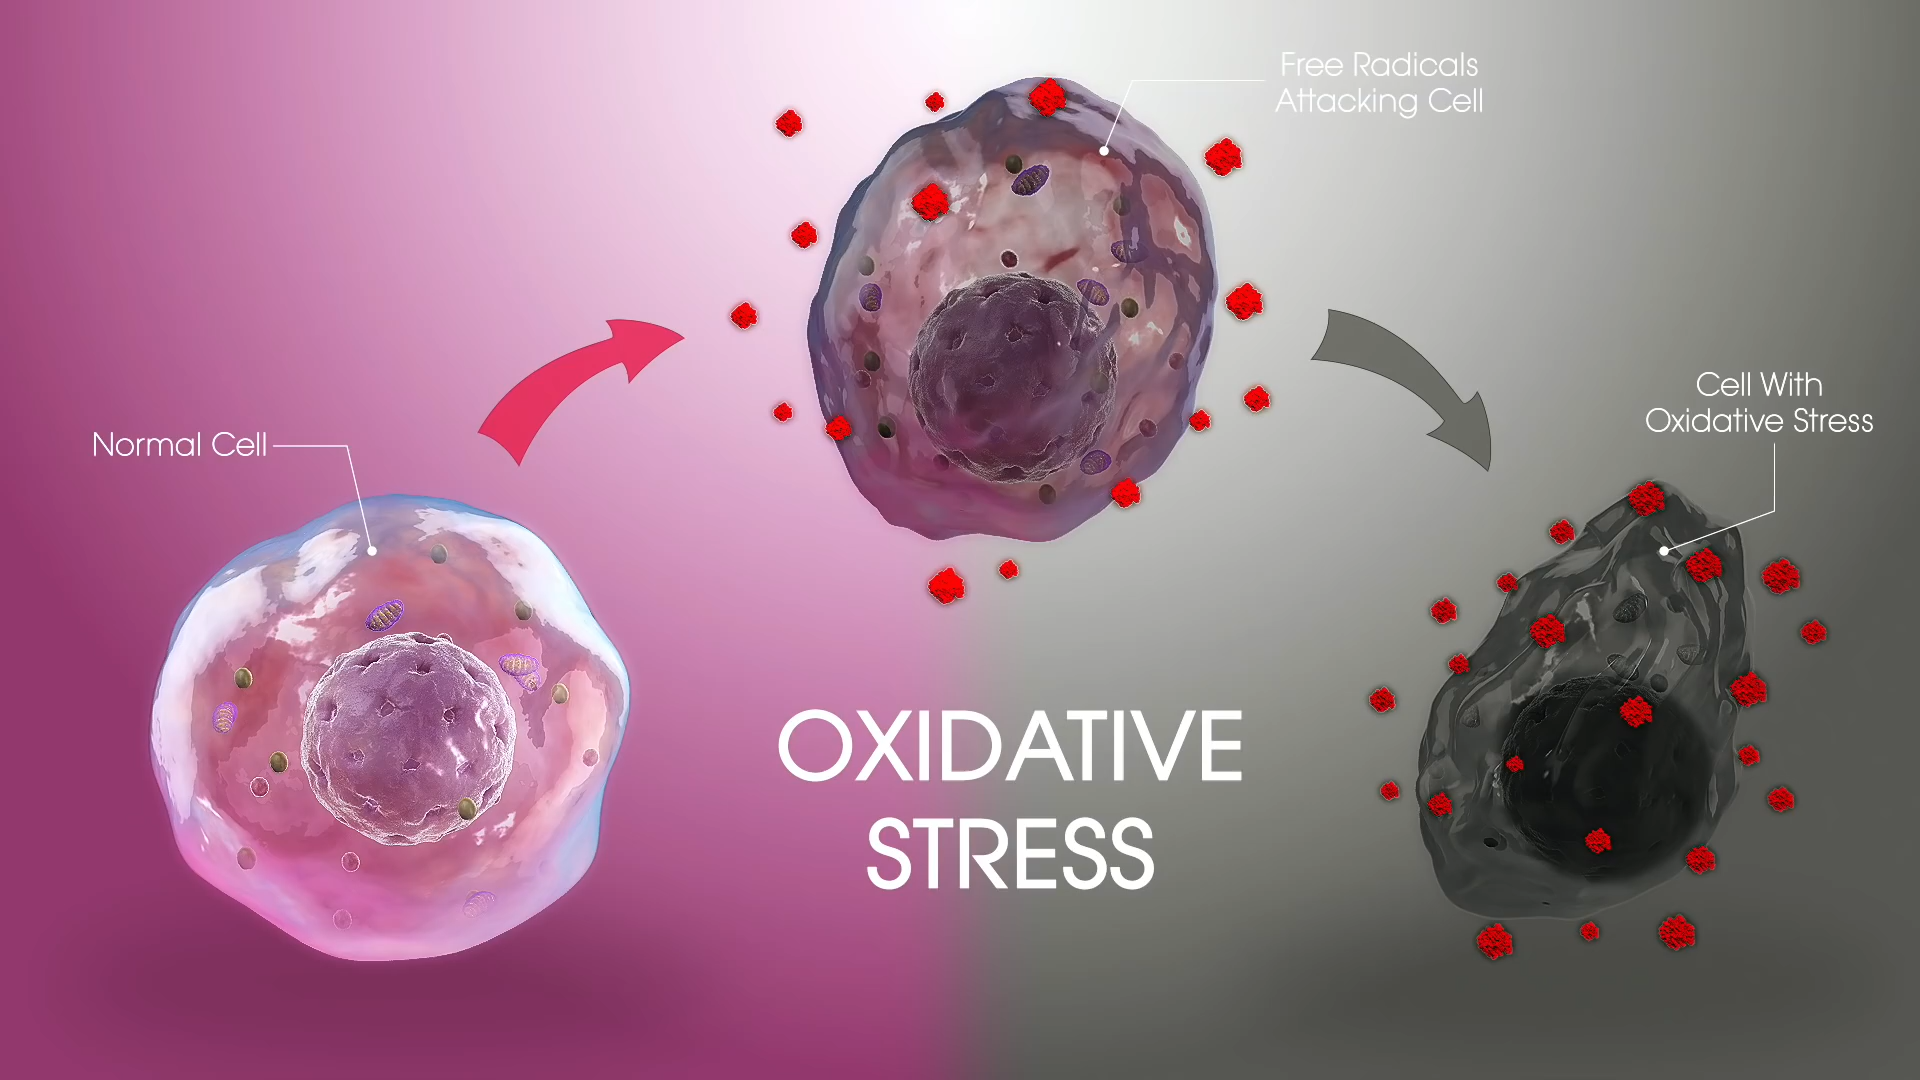 Free Radicals
Attacking Cell
Cell With
Oxidative Stress
Normal Cell
OXIDATIVE
STRESS